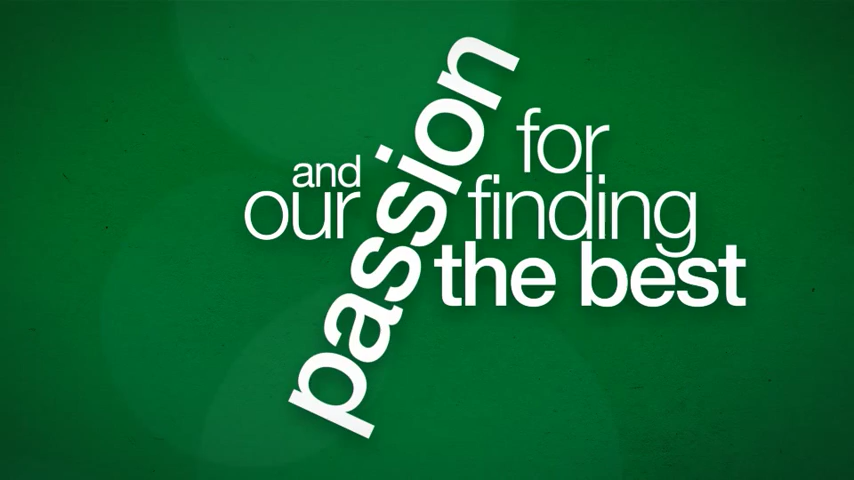 and
our
passion
for
finding
the best